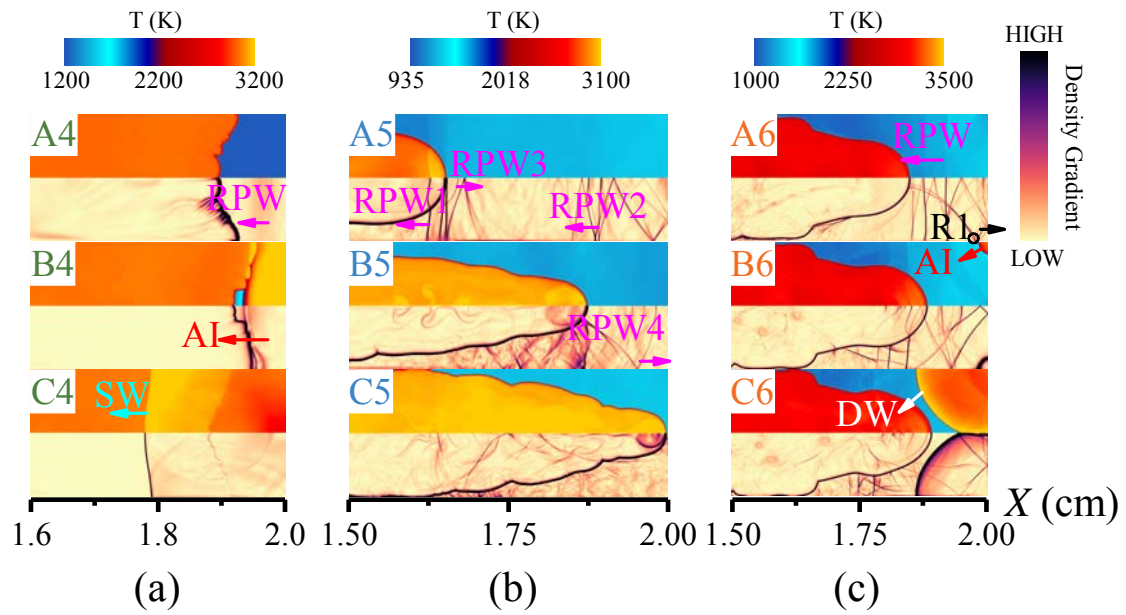 T (K)
1200 2200 3200
T (K)
935 2018 3100
T (K)
1000 2250 3500
HIGH
Density Gradient
LOW
A4
RPW
B4
AI
C4
SW
1.6 1.8 2.0
(a)
A5
RPW3
RPW1
RPW2
B5
RPW4
C5
1.50 1.75 2.00
(b)
A6
RPW
R1
B6
AI
C6
DW
1.50 1.75 2.00
X (cm)
(c)